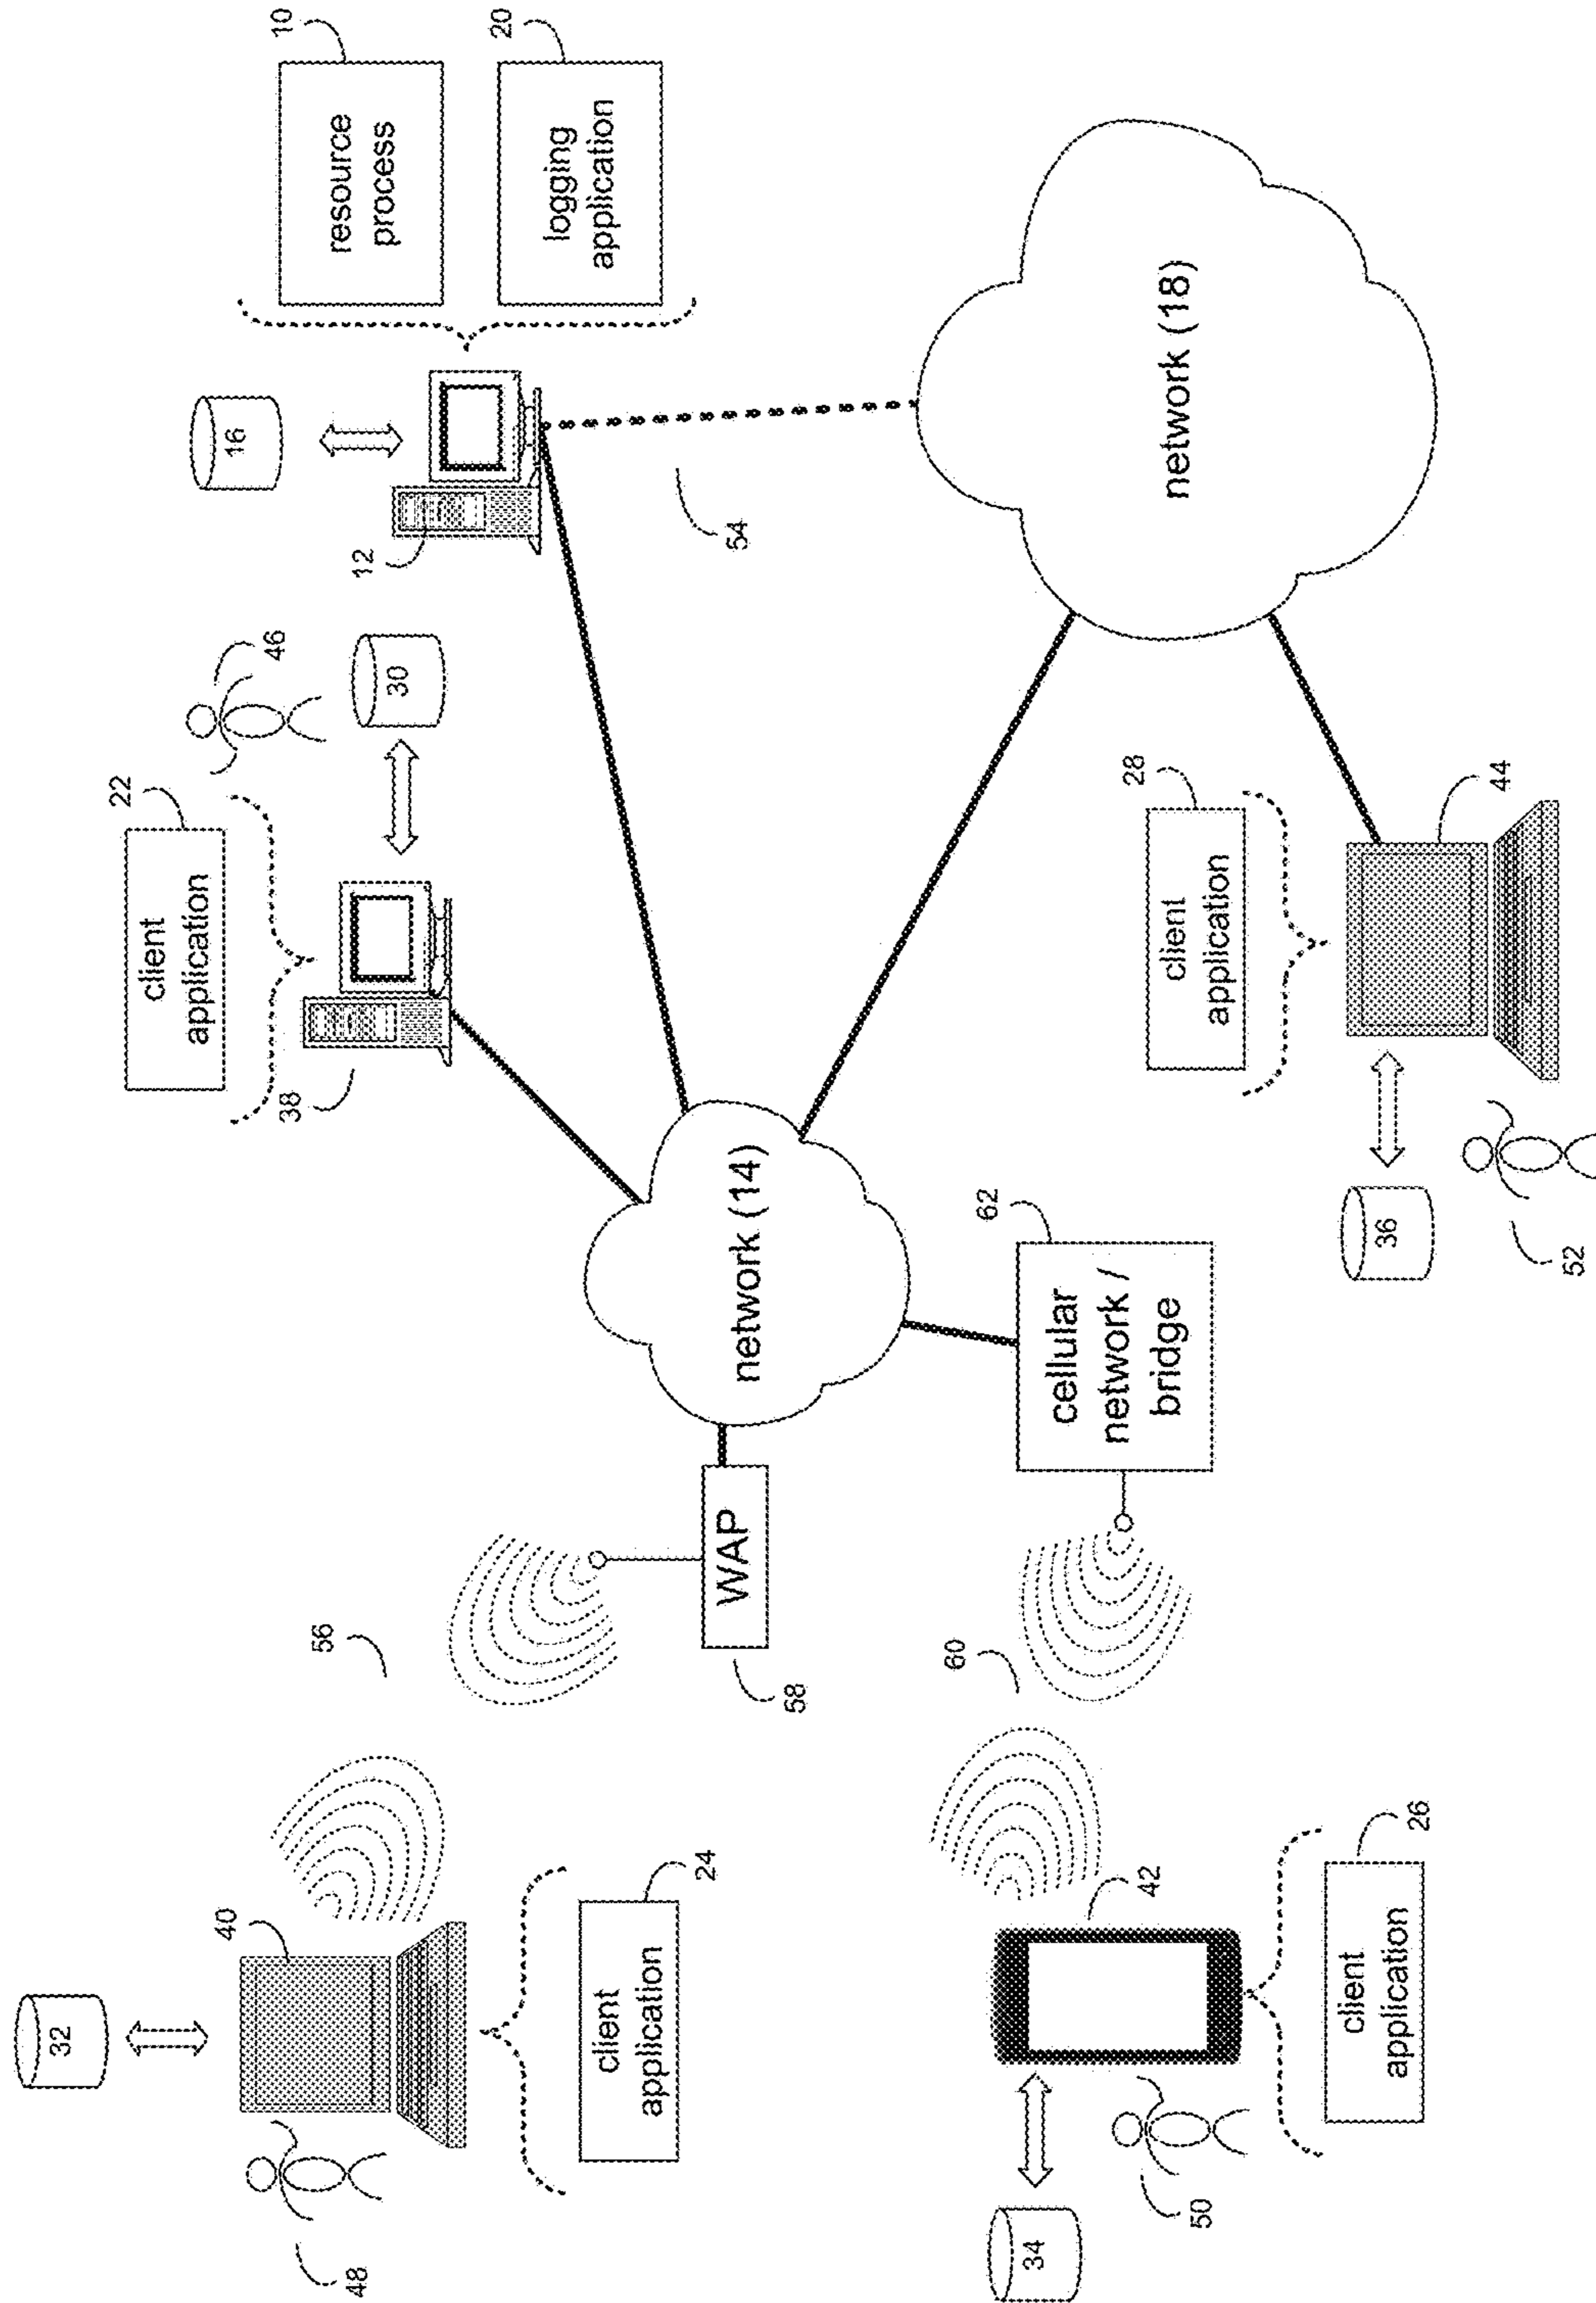 32
40
48
client
application
24
56
WAP
58
client
application
22
38
46
30
16
12
resource
process
10
logging
application
20
54
network (14)
network (18)
60
cellular
network /
bridge
62
34
42
50
client
application
26
client
application
28
44
36
52